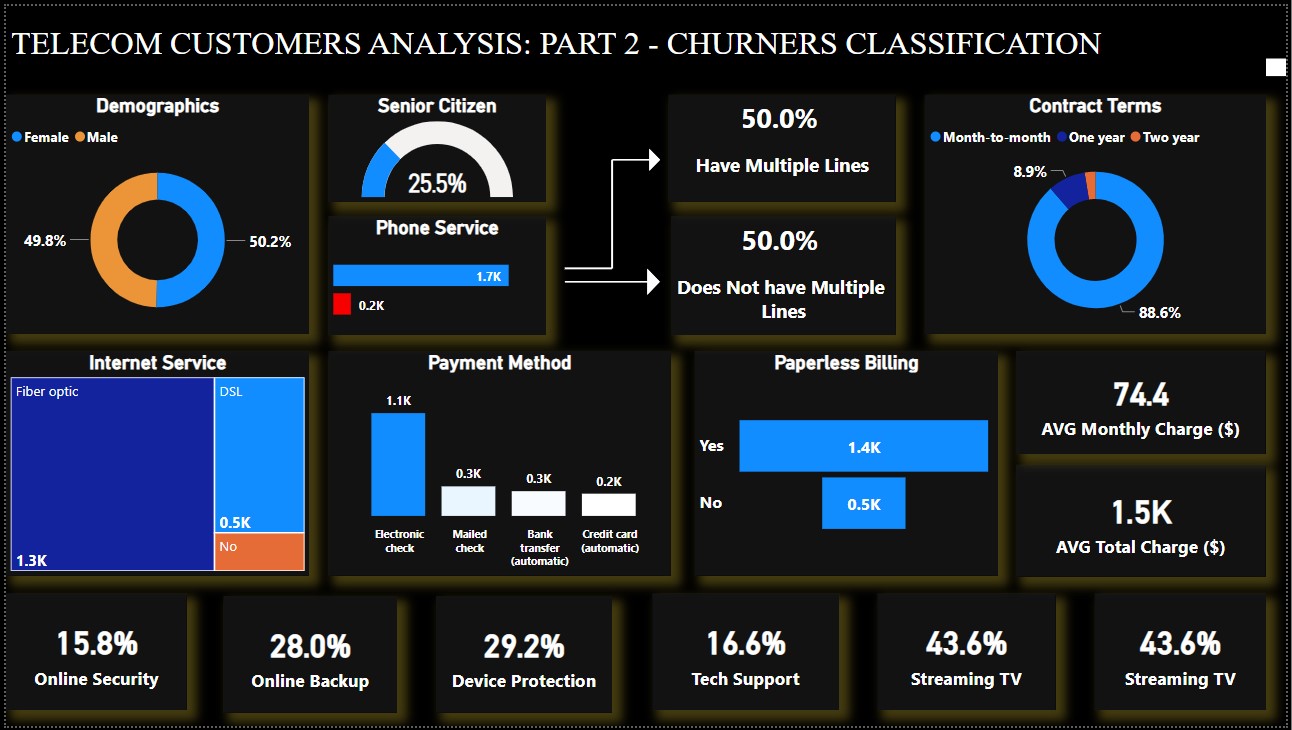 TELECOM CUSTOMERS ANALYSIS: PART 2 - CHURNERS CLASSIFICATION
Demographics
Female Male
49.8%
50.2%
Senior Citizen
25.5%
Phone Service
1.7K
0.2K
50.0%
Have Multiple Lines
50.0%
Does Not have Multiple
Lines
Contract Terms
Month-to-month One year Two year
8.9%
88.6%
Internet Service
Fiber optic
1.3K
DSL
0.5K
No
Payment Method
1.1K
0.3K
0.3K
0.2K
Electronic
check
Mailed
check
Bank
transfer
(automatic)
Credit card
(automatic)
Paperless Billing
Yes
1.4K
No
0.5K
74.4
AVG Monthly Charge ($)
1.5K
AVG Total Charge ($)
15.8%
Online Security
28.0%
Online Backup
29.2%
Device Protection
16.6%
Tech Support
43.6%
Streaming TV
43.6%
Streaming TV